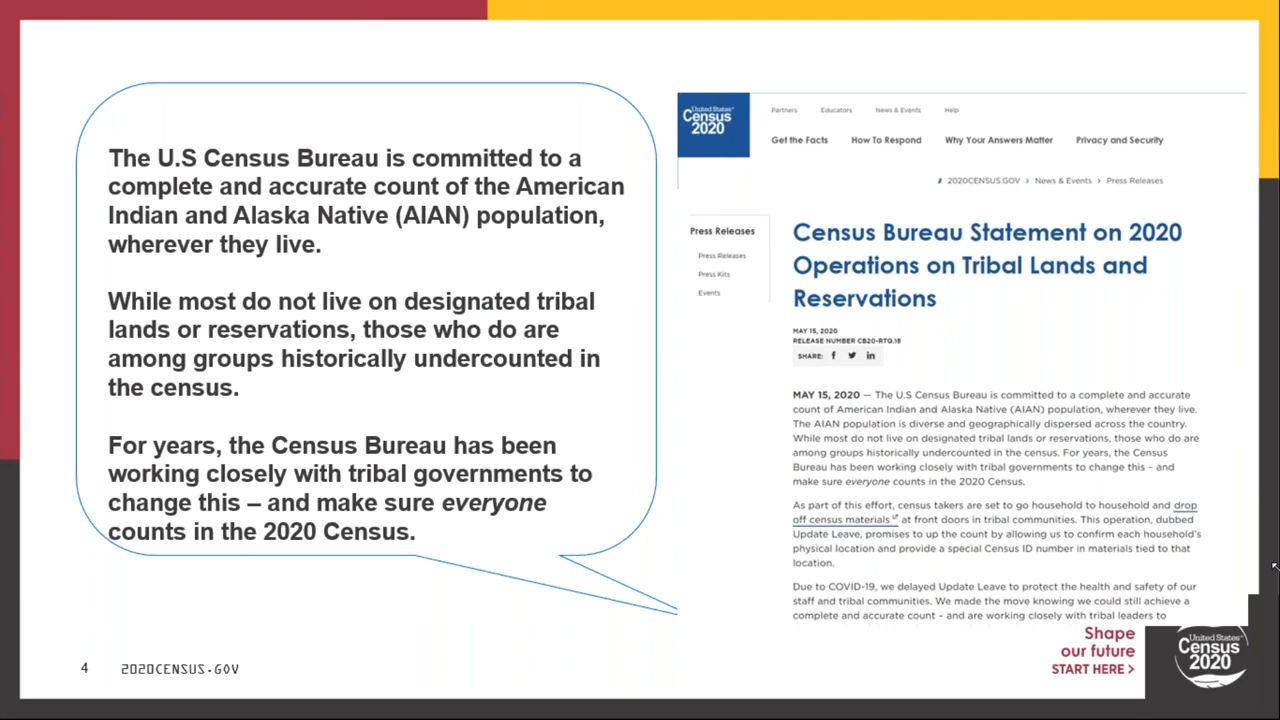 The U.S Census Bureau is committed to a
complete and accurate count of the American
Indian and Alaska Native (AIAN) population,
wherever they live.
While most do not live on designated tribal
lands or reservations, those who do are
among groups historically undercounted in
the census.
For years, the Census Bureau has been
working closely with tribal governments to
change this – and make sure everyone
counts in the 2020 Census.
United States®
Census
2020
Partners Educators News & Events Help
Get the Facts How To Respond Why Your Answers Matter Privacy and Security
// 2020CENSUS.GOV > News & Events > Press Releases
Press Releases
Press Releases
Press Kits
Events
Census Bureau Statement on 2020
Operations on Tribal Lands and
Reservations
MAY 15, 2020
RELEASE NUMBER CB20-RTQ.18
SHARE:
MAY 15, 2020 — The U.S Census Bureau is committed to a complete and accurate
count of American Indian and Alaska Native (AIAN) population, wherever they live.
The AIAN population is diverse and geographically dispersed across the country.
While most do not live on designated tribal lands or reservations, those who do are
among groups historically undercounted in the census. For years, the Census
Bureau has been working closely with tribal governments to change this – and
make sure everyone counts in the 2020 Census.
As part of this effort, census takers are set to go household to household and drop
off census materials at front doors in tribal communities. This operation, dubbed
Update Leave, promises to up the count by allowing us to confirm each household's
physical location and provide a special Census ID number in materials tied to that
location.
Due to COVID-19, we delayed Update Leave to protect the health and safety of our
staff and tribal communities. We made the move knowing we could still achieve a
complete and accurate count – and are working closely with tribal leaders to
Shape
our future
START HERE >
United States®
Census
2020
4 2020CENSUS.GOV